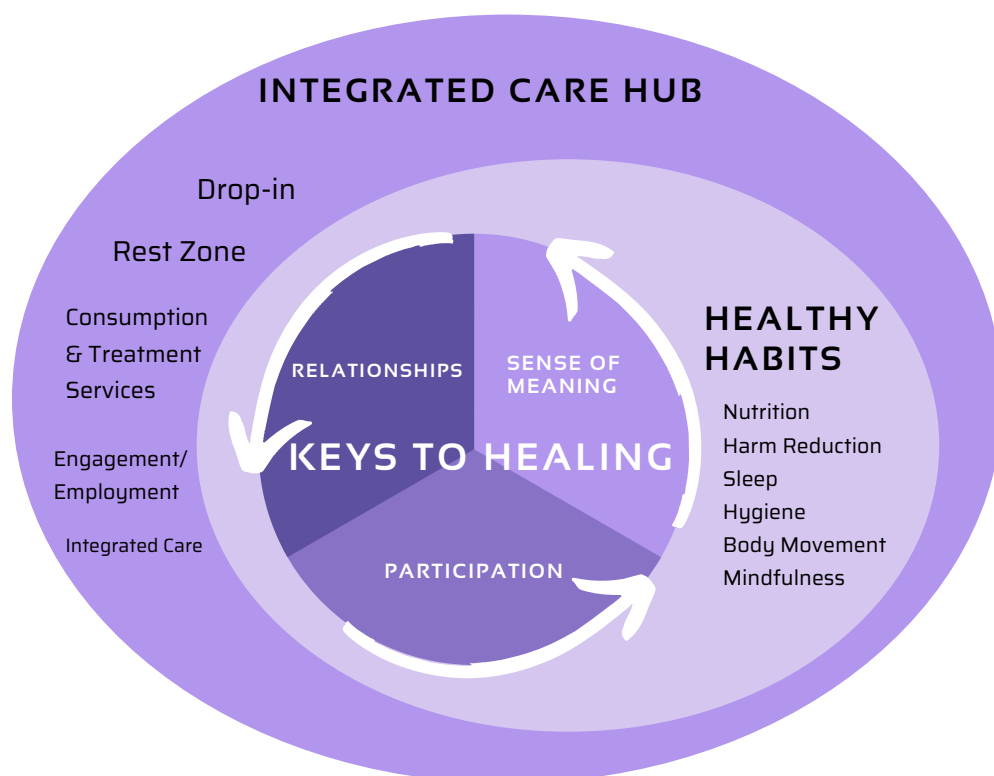 INTEGRATED CARE HUB
Drop-in
Rest Zone
Consumption
& Treatment
Services
Engagement/
Employment
Integrated Care
RELATIONSHIPS
SENSE OF
MEANING
KEYS TO HEALING
PARTICIPATION
HEALTHY
HABITS
Nutrition
Harm Reduction
Sleep
Hygiene
Body Movement
Mindfulness